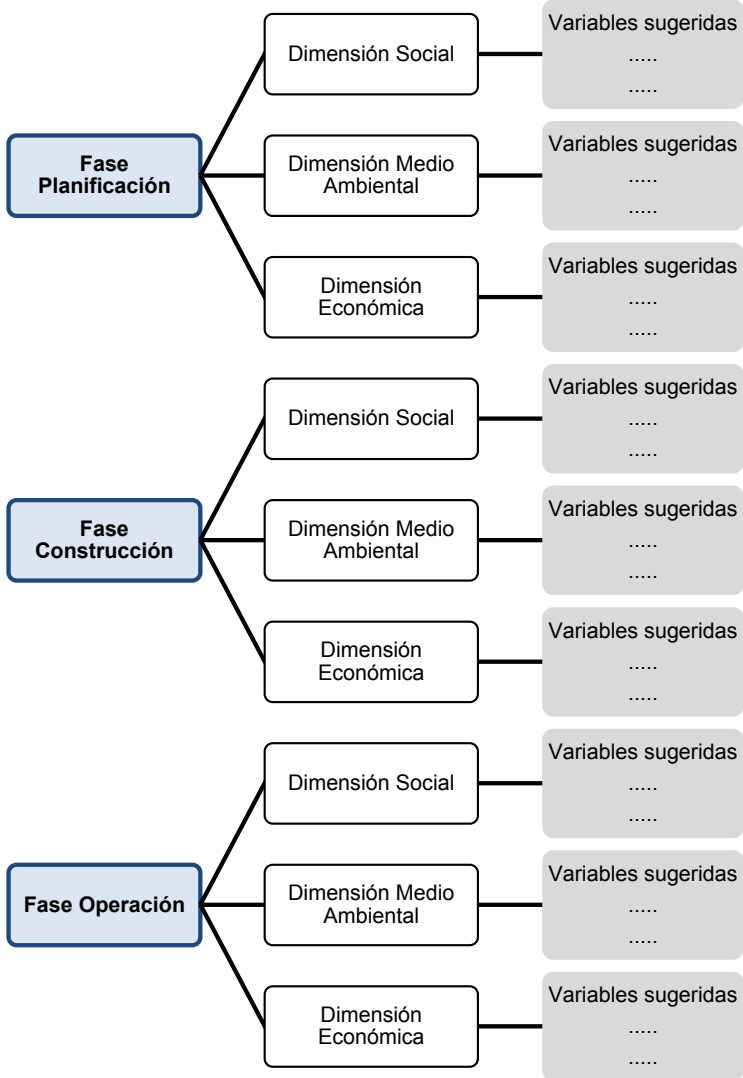 Fase
Planificación
Dimensión Social
Variables sugeridas
.....
.....
Dimensión Medio
Ambiental
Variables sugeridas
.....
.....
Dimensión
Económica
Variables sugeridas
.....
.....
Fase
Construcción
Dimensión Social
Variables sugeridas
.....
.....
Dimensión Medio
Ambiental
Variables sugeridas
.....
.....
Dimensión
Económica
Variables sugeridas
.....
.....
Fase Operación
Dimensión Social
Variables sugeridas
.....
.....
Dimensión Medio
Ambiental
Variables sugeridas
.....
.....
Dimensión
Económica
Variables sugeridas
.....
.....